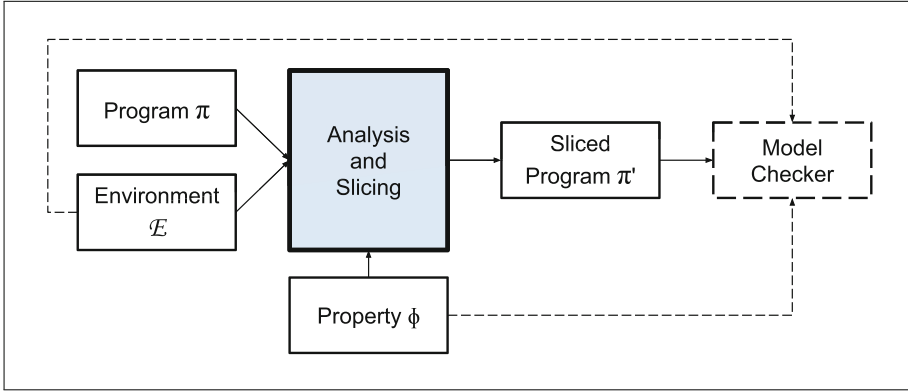 Program π
Environment
ℰ
Analysis
and
Slicing
Sliced
Program π'
Model
Checker
Property ϕ